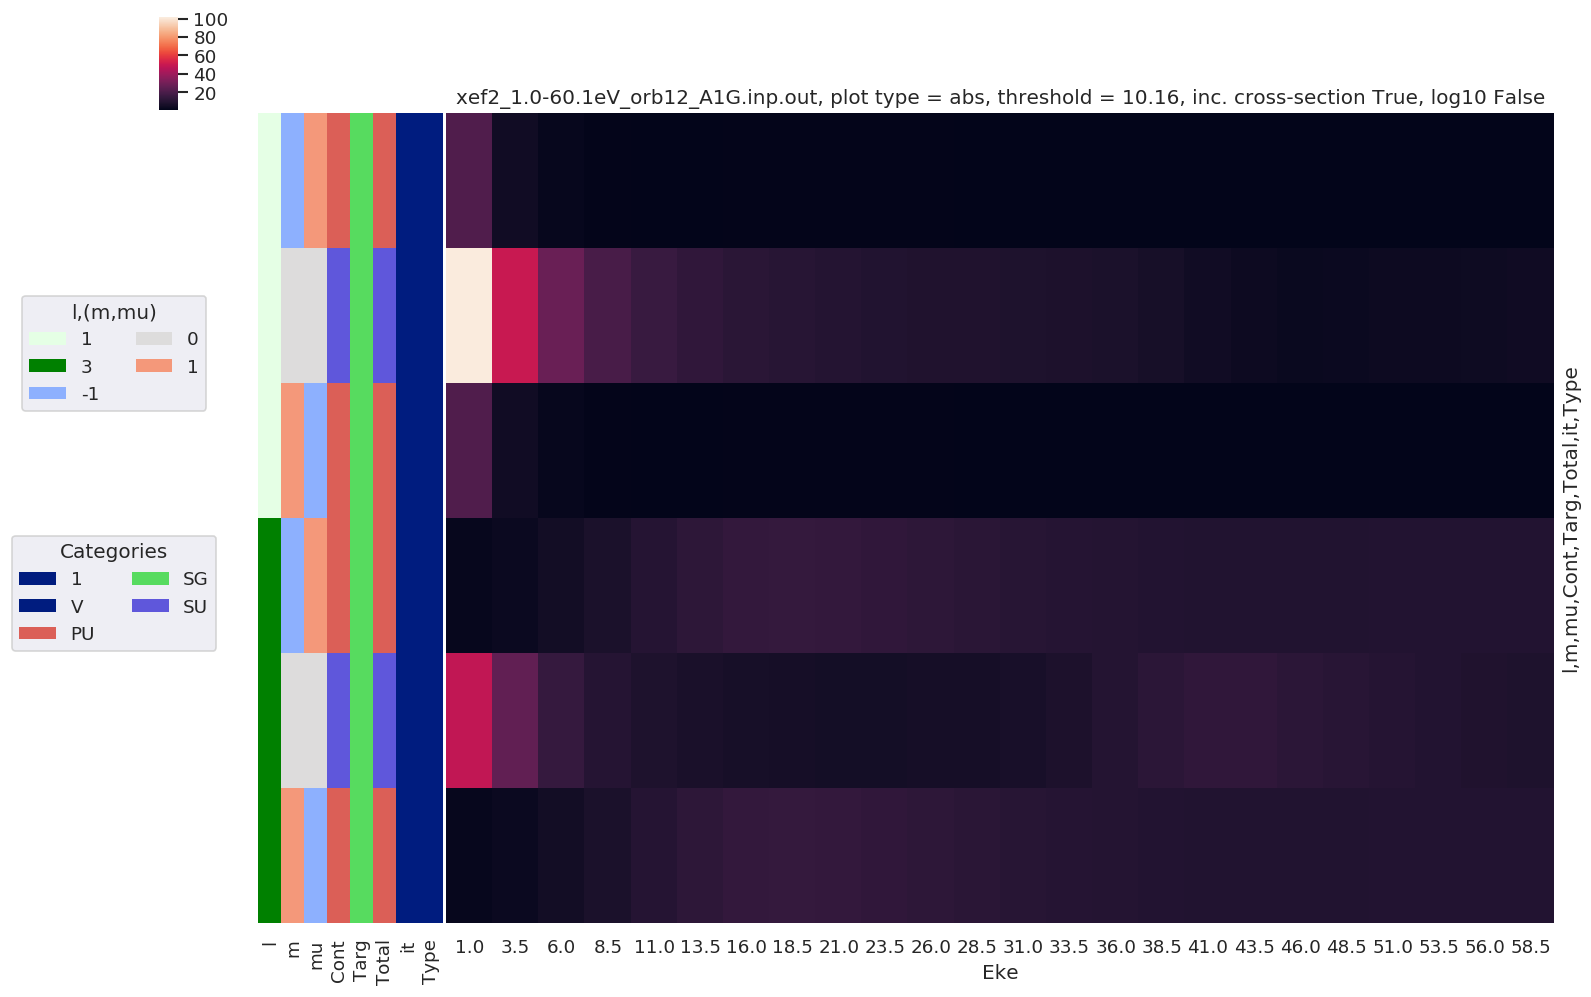 100
80
60
40
20
xef2_1.0-60.1eV_orb12_A1G.inp.out, plot type = abs, threshold = 10.16, inc. cross-section True, log10 False
l,(m,mu)
1 0
3 1
-1
Categories
1 SG
V SU
PU
l,m,mu,Cont,Targ,Total,it,Type
l m mu Cont Targ Total it Type
1.0 3.5 6.0 8.5 11.0 13.5 16.0 18.5 21.0 23.5 26.0 28.5 31.0 33.5 36.0 38.5 41.0 43.5 46.0 48.5 51.0 53.5 56.0 58.5
Eke